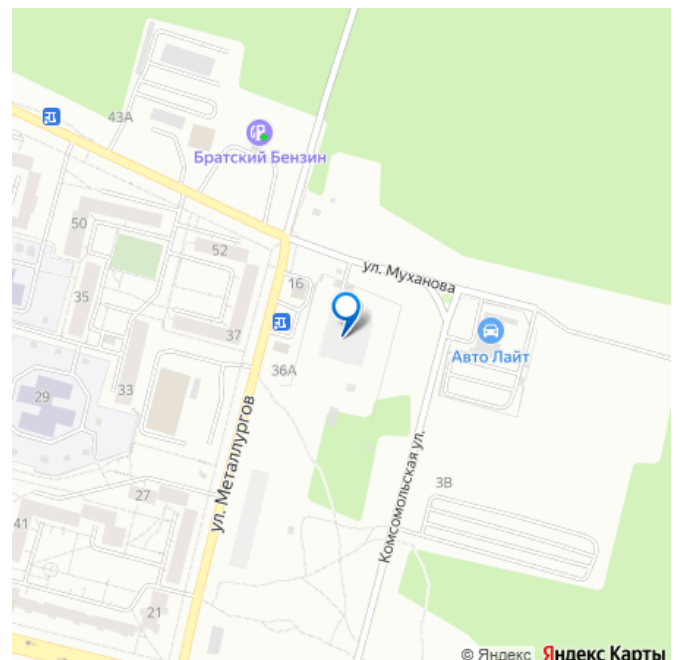 43А
Братский Бензин
50
52
ул. Муханова
16
35
37
Авто Лайт
36А
33
29
ул. Металлургов
Комсомольская ул.
3В
27
41
21
© Яндекс Яндекс Карты